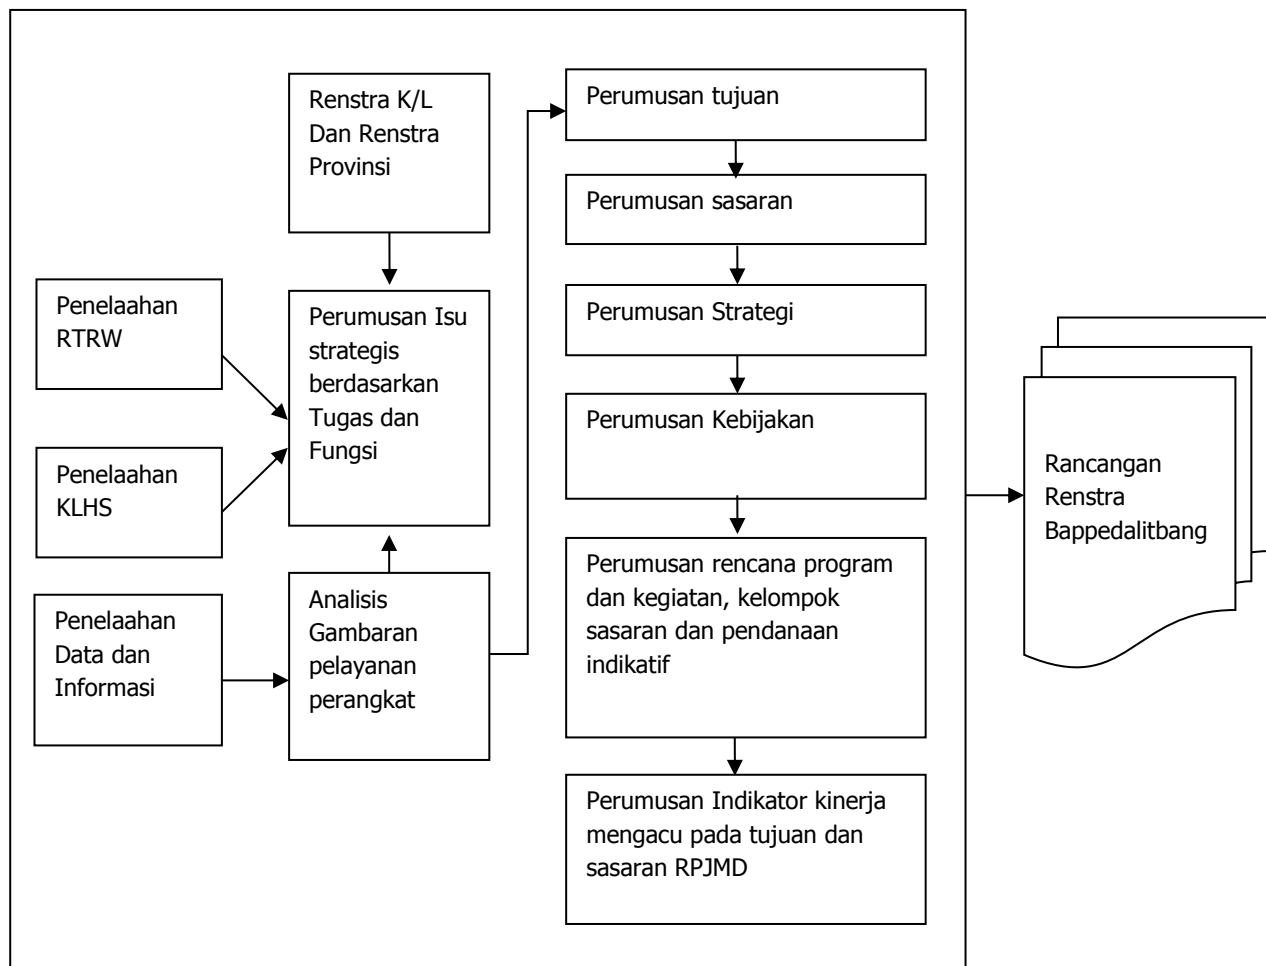 Renstra K/L
Dan Renstra
Provinsi
Penelaahan
RTRW
Perumusan Isu
strategis
berdasarkan
Tugas dan
Fungsi
Penelaahan
KLHS
Penelaahan
Data dan
Informasi
Analisis
Gambaran
pelayanan
perangkat
Perumusan tujuan
Perumusan sasaran
Perumusan Strategi
Perumusan Kebijakan
Perumusan rencana program
dan kegiatan, kelompok
sasaran dan pendanaan
indikatif
Perumusan Indikator kinerja
mengacu pada tujuan dan
sasaran RPJMD
Rancangan
Renstra
Bappedalitbang